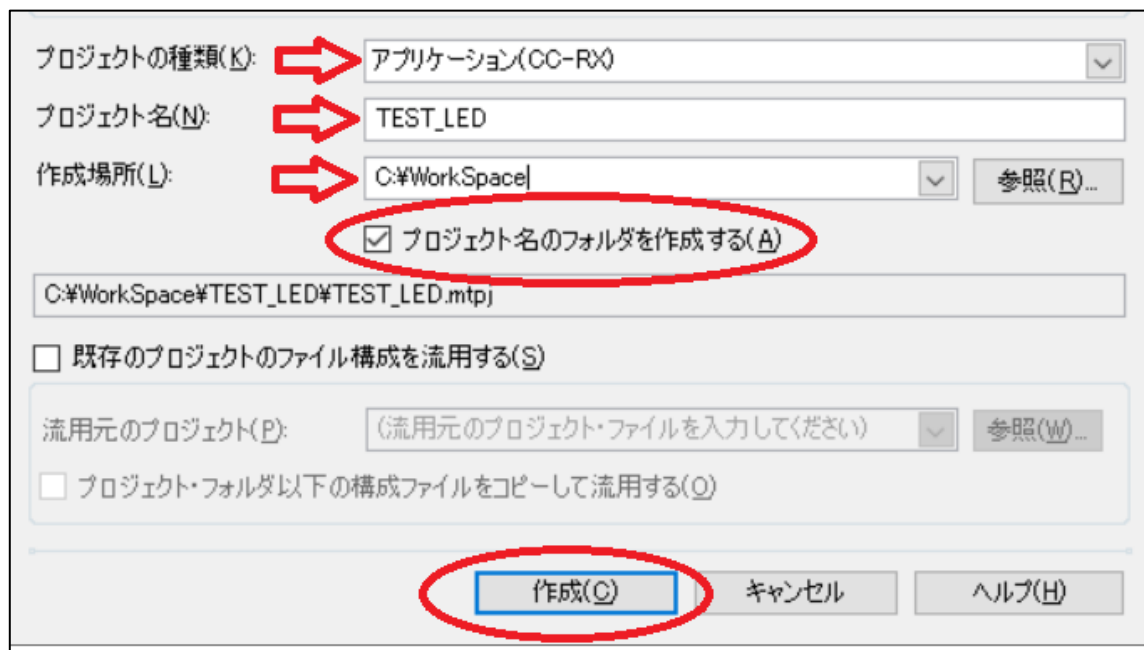 プロジェクトの種類(K): アプリケーション(CC-RX)
プロジェクト名(N): TEST_LED
作成場所(L): C:¥WorkSpace 参照(R)...
プロジェクト名のフォルダを作成する(A)
C:¥WorkSpace¥TEST_LED¥TEST_LED.mtpj
既存のプロジェクトのファイル構成を流用する(S)
流用元のプロジェクト(P): (流用元のプロジェクト・ファイルを入力してください) 参照(W)...
プロジェクト・フォルダ以下の構成ファイルをコピーして流用する(O)
作成(C) キャンセル ヘルプ(H)